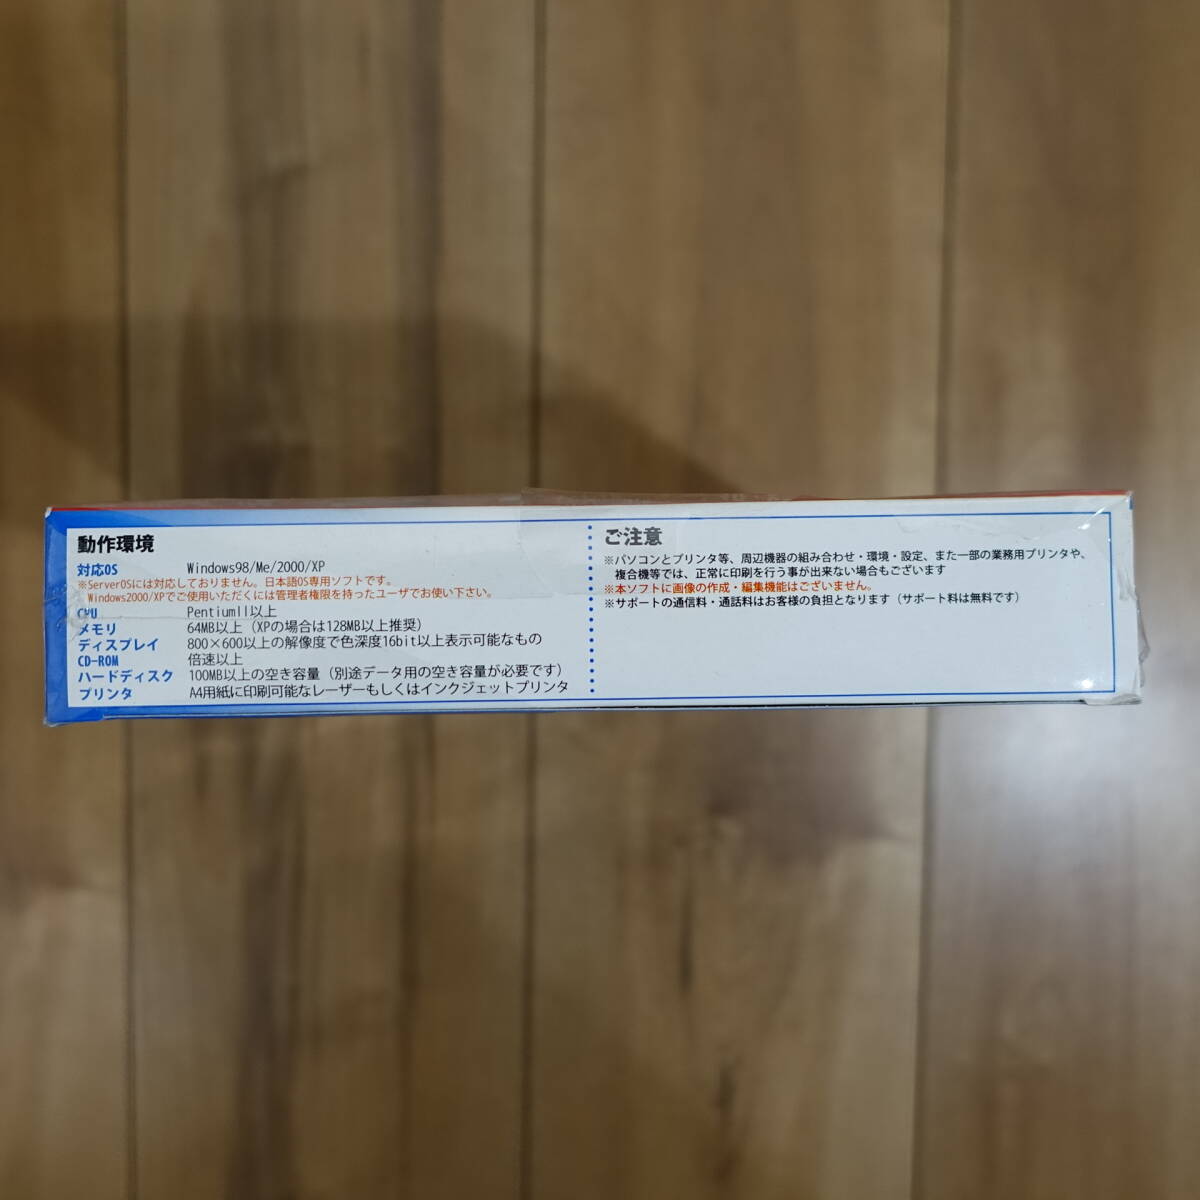 動作環境
対応OS Windows98/Me/2000/XP
※ServerOSには対応しておりません。日本語OS専用ソフトです。
Windows2000/XPでご使用いただくには管理者権限を持ったユーザでお使い下さい。
CPU PentiumII以上
メモリ 64MB以上（XPの場合は128MB以上推奨）
ディスプレイ 800×600以上の解像度で色深度16bit以上表示可能なもの
CD-ROM 倍速以上
ハードディスク 100MB以上の空き容量（別途データ用の空き容量が必要です）
プリンタ A4用紙に印刷可能なレーザーもしくはインクジェットプリンタ
ご注意
※パソコンとプリンタ等、周辺機器の組み合わせ・環境・設定、また一部の業務用プリンタや、
複合機等では、正常に印刷を行う事が出来ない場合もございます
※本ソフトに画像の作成・編集機能はございません。
※サポートの通信料・通話料はお客様の負担となります（サポート料は無料です）